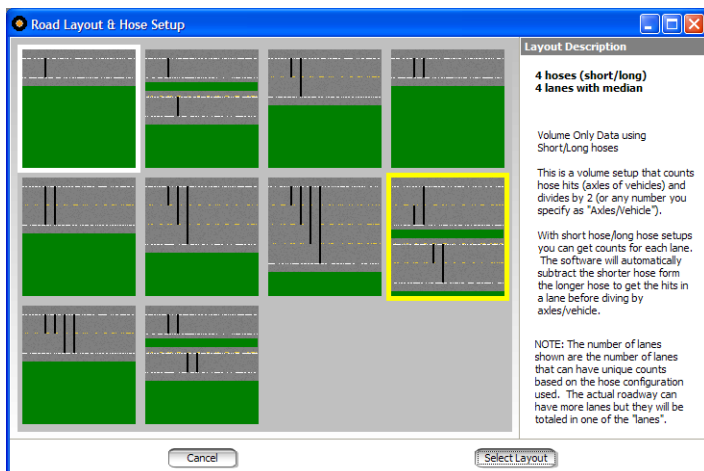 Road Layout & Hose Setup
Layout Description
4 hoses (short/long)
4 lanes with median
Volume Only Data using
Short/Long hoses
This is a volume setup that counts
hose hits (axles of vehicles) and
divides by 2 (or any number you
specify as "Axles/Vehicle").
With short hose/long hose setups
you can get counts for each lane.
The software will automatically
subtract the shorter hose form
the longer hose to get the hits in
a lane before diving by
axles/vehicle.
NOTE: The number of lanes
shown are the number of lanes
that can have unique counts
based on the hose configuration
used. The actual roadway can
have more lanes but they will be
totaled in one of the "lanes".
Cancel
Select Layout